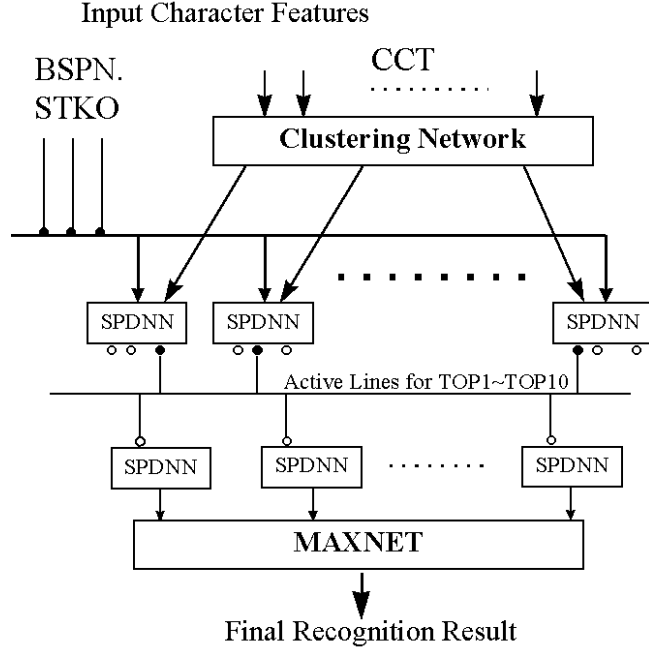 Input Character Features
BSPN.
STKO
CCT
Clustering Network
SPDNN
SPDNN
SPDNN
Active Lines for TOP1~TOP10
SPDNN
SPDNN
SPDNN
MAXNET
Final Recognition Result